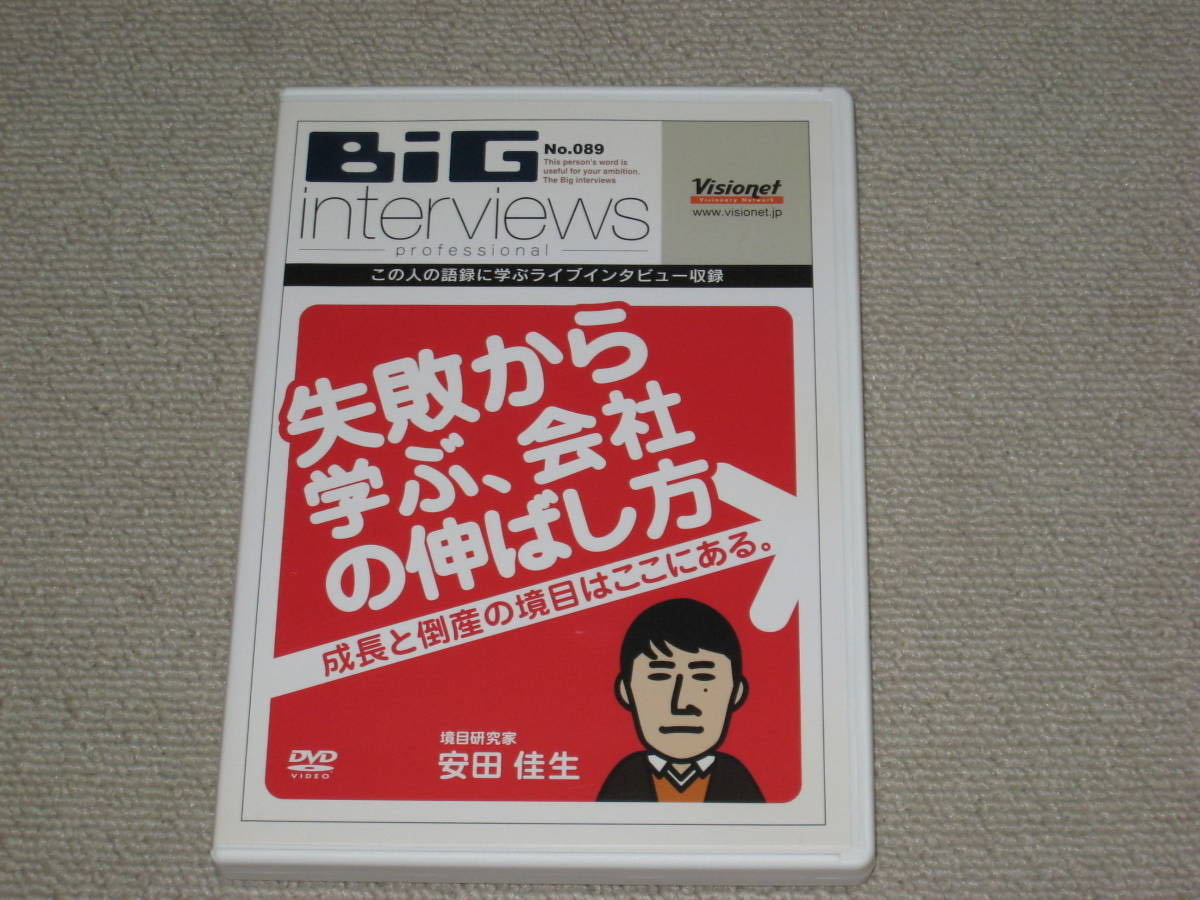 BiG
No.089
This person's word is
useful for your ambition.
The Big interviews
interviews
professional
Visionet
Visionary Network
www.visionet.jp
この人の語録に学ぶライブインタビュー収録
失敗から
学ぶ、会社
の伸ばし方
成長と倒産の境目はここにある。
境目研究家
安田 佳生
DVD
VIDEO